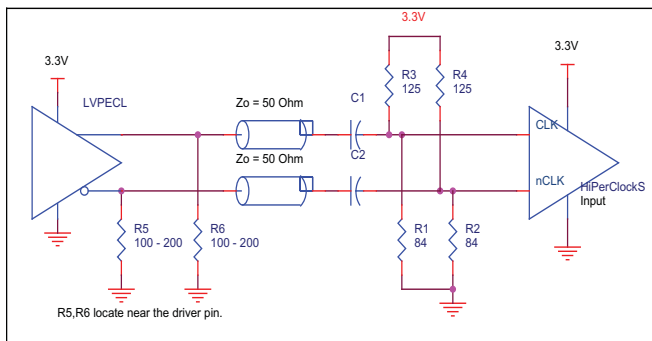 3.3V
3.3V
3.3V
LVPECL
R3
125
R4
125
Zo = 50 Ohm
C1
CLK
Zo = 50 Ohm
C2
nCLK
HiPerClockS
Input
R5
100 - 200
R6
100 - 200
R1
84
R2
84
R5,R6 locate near the driver pin.